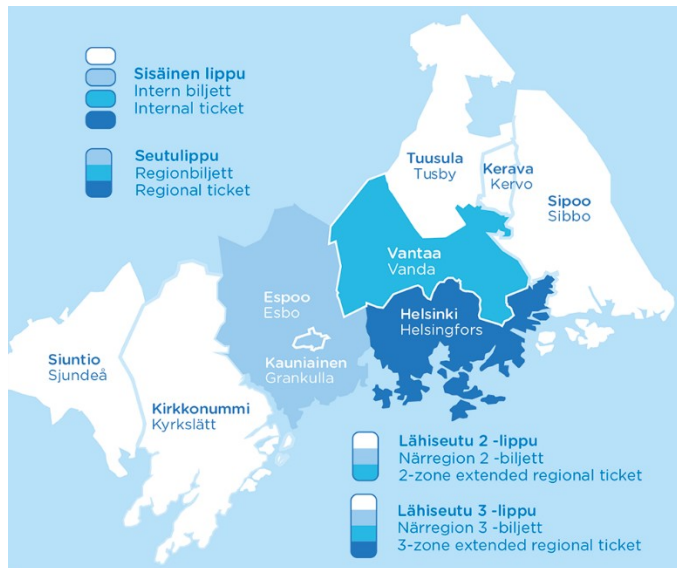 Sisäinen lippu
Intern biljett
Internal ticket
Seutulippu
Regionbiljett
Regional ticket
Tuusula
Tusby
Kerava
Kervo
Sipoo
Sibbo
Vantaa
Vanda
Espoo
Esbo
Helsinki
Helsingfors
Kauniainen
Grankulla
Siuntio
Sjundeå
Kirkkonummi
Kyrkslätt
Lähiseutu 2 -lippu
Närregion 2 -biljett
2-zone extended regional ticket
Lähiseutu 3 -lippu
Närregion 3 -biljett
3-zone extended regional ticket